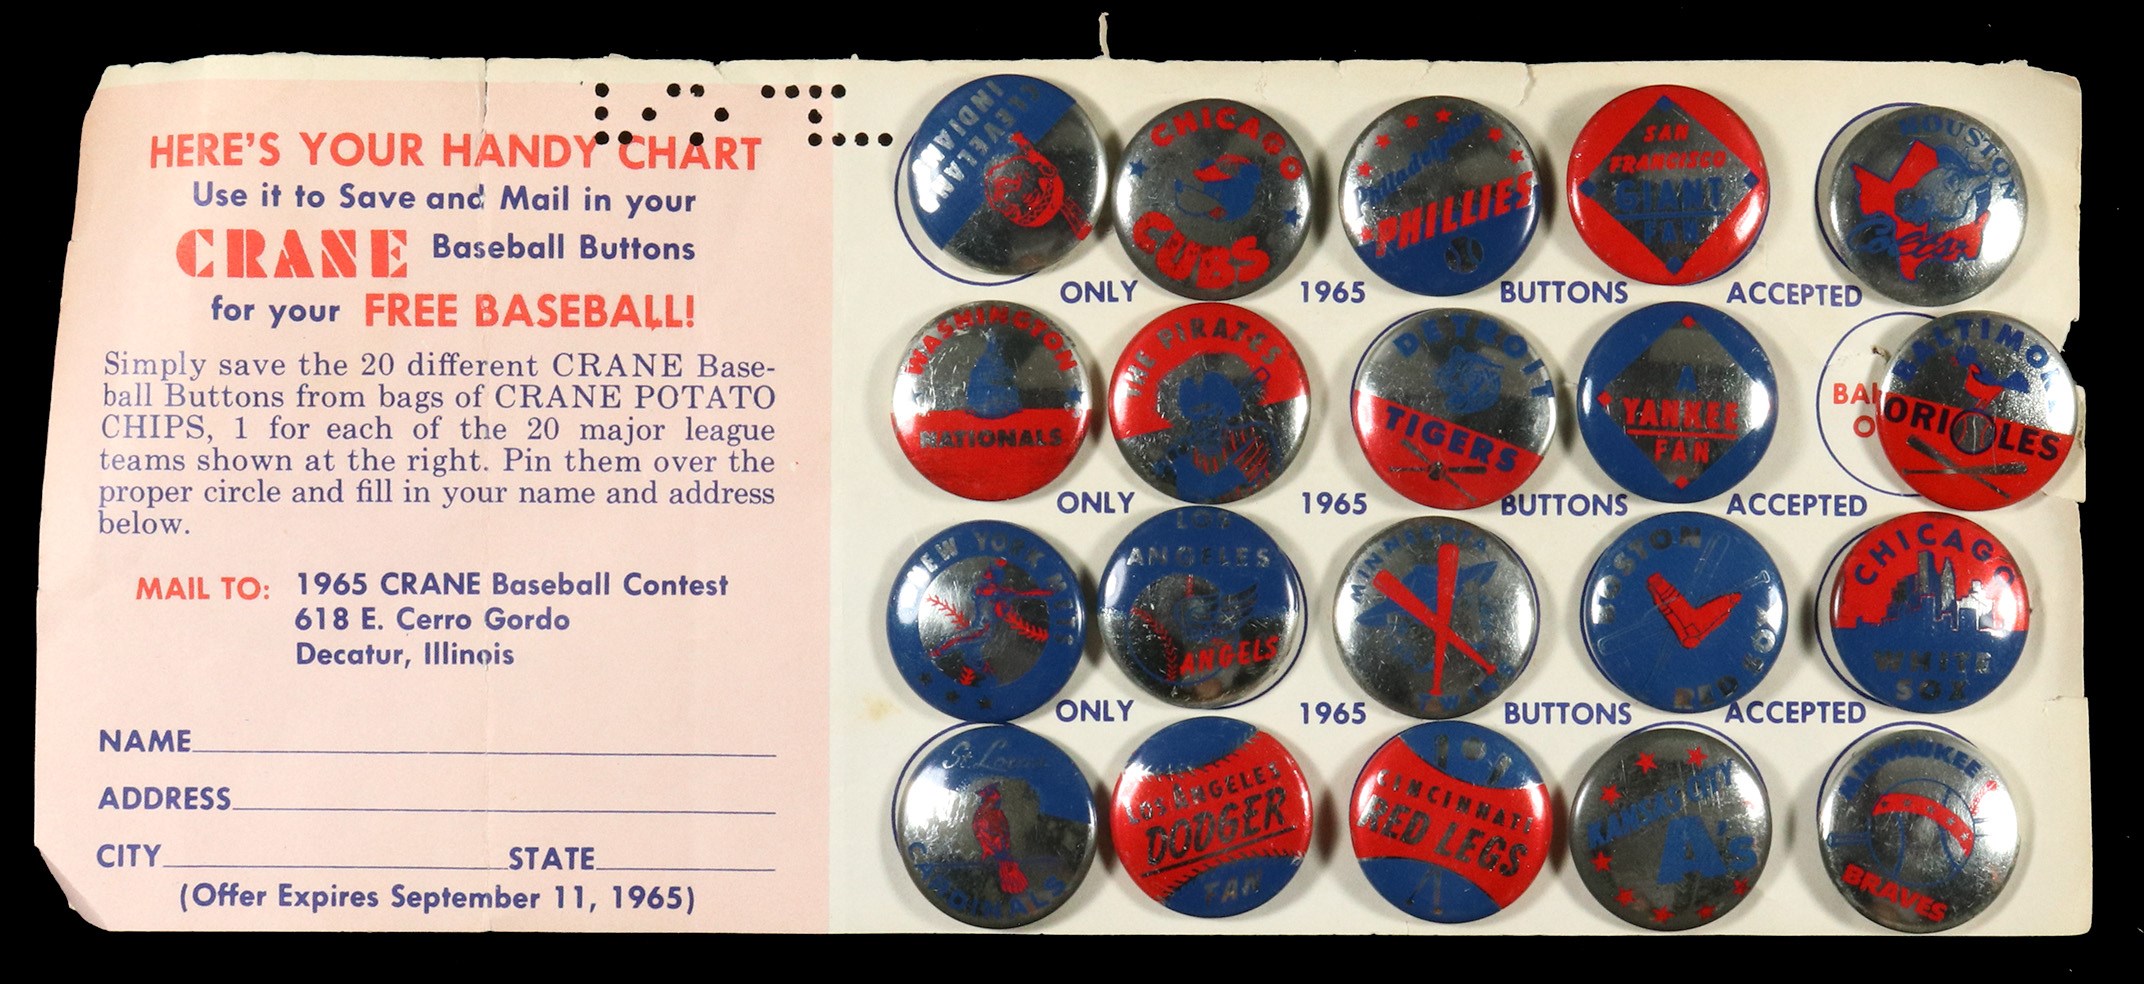 HERE'S YOUR HANDY CHART
Use it to Save and Mail in your
CRANE Baseball Buttons
for your FREE BASEBALL!
Simply save the 20 different CRANE Base-
ball Buttons from bags of CRANE POTATO
CHIPS, 1 for each of the 20 major league
teams shown at the right. Pin them over the
proper circle and fill in your name and address
below.
MAIL TO: 1965 CRANE Baseball Contest
618 E. Cerro Gordo
Decatur, Illinois
NAME
ADDRESS
CITY STATE
(Offer Expires September 11, 1965)
CLEVELAND
INDIANS
CHICAGO
CUBS
Philadelphia
PHILLIES
SAN
FRANCISCO
GIANT
FAN
HOUSTON
Colts
ONLY 1965 BUTTONS ACCEPTED
WASHINGTON
NATIONALS
THE PIRATES
DETROIT
TIGERS
A
YANKEE
FAN
BALTIMORE
ORIOLES
BAL
O
ONLY 1965 BUTTONS ACCEPTED
NEW YORK METS
LOS
ANGELES
ANGELS
MINNESOTA
TWINS
BOSTON
RED SOX
CHICAGO
WHITE
SOX
ONLY 1965 BUTTONS ACCEPTED
St. Louis
CARDINALS
LOS ANGELES
DODGER
FAN
CINCINNATI
RED LEGS
KANSAS CITY
A's
MILWAUKEE
BRAVES